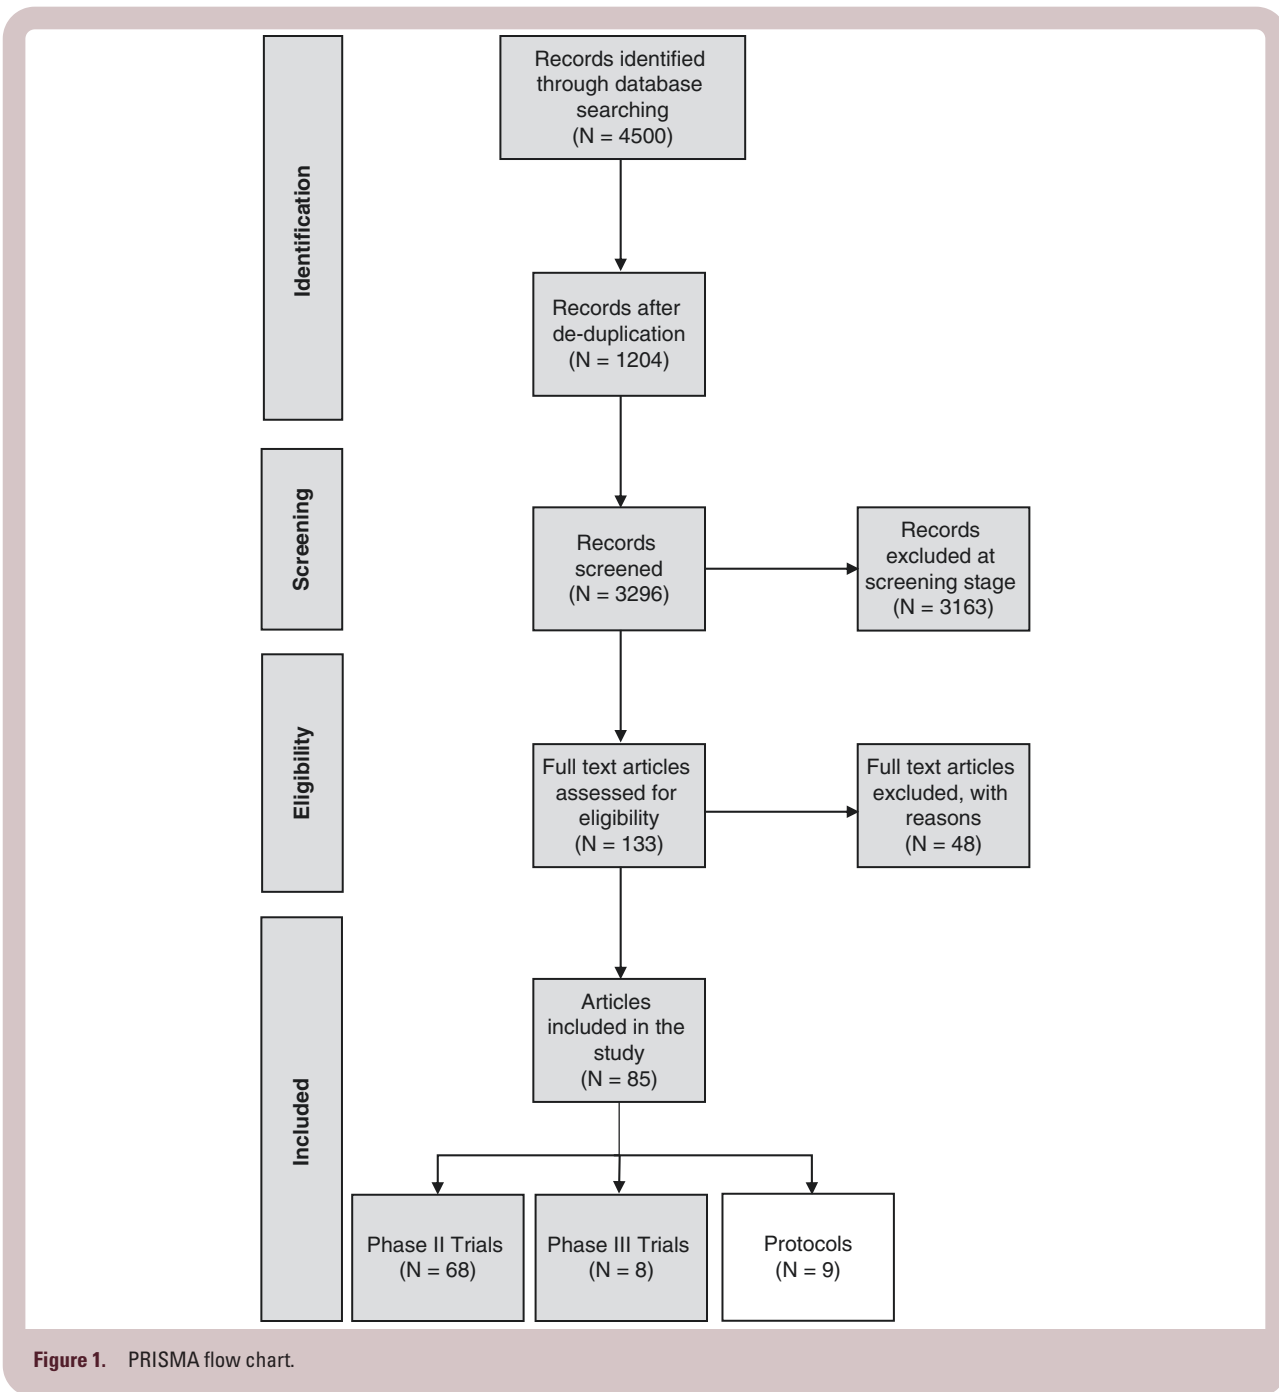 Identification
Records identified
through database
searching
(N = 4500)
Records after
de-duplication
(N = 1204)
Screening
Records
screened
(N = 3296)
Records
excluded at
screening stage
(N = 3163)
Eligibility
Full text articles
assessed for
eligibility
(N = 133)
Full text articles
excluded, with
reasons
(N = 48)
Included
Articles
included in the
study
(N = 85)
Phase II Trials
(N = 68)
Phase III Trials
(N = 8)
Protocols
(N = 9)
Figure 1. PRISMA flow chart.